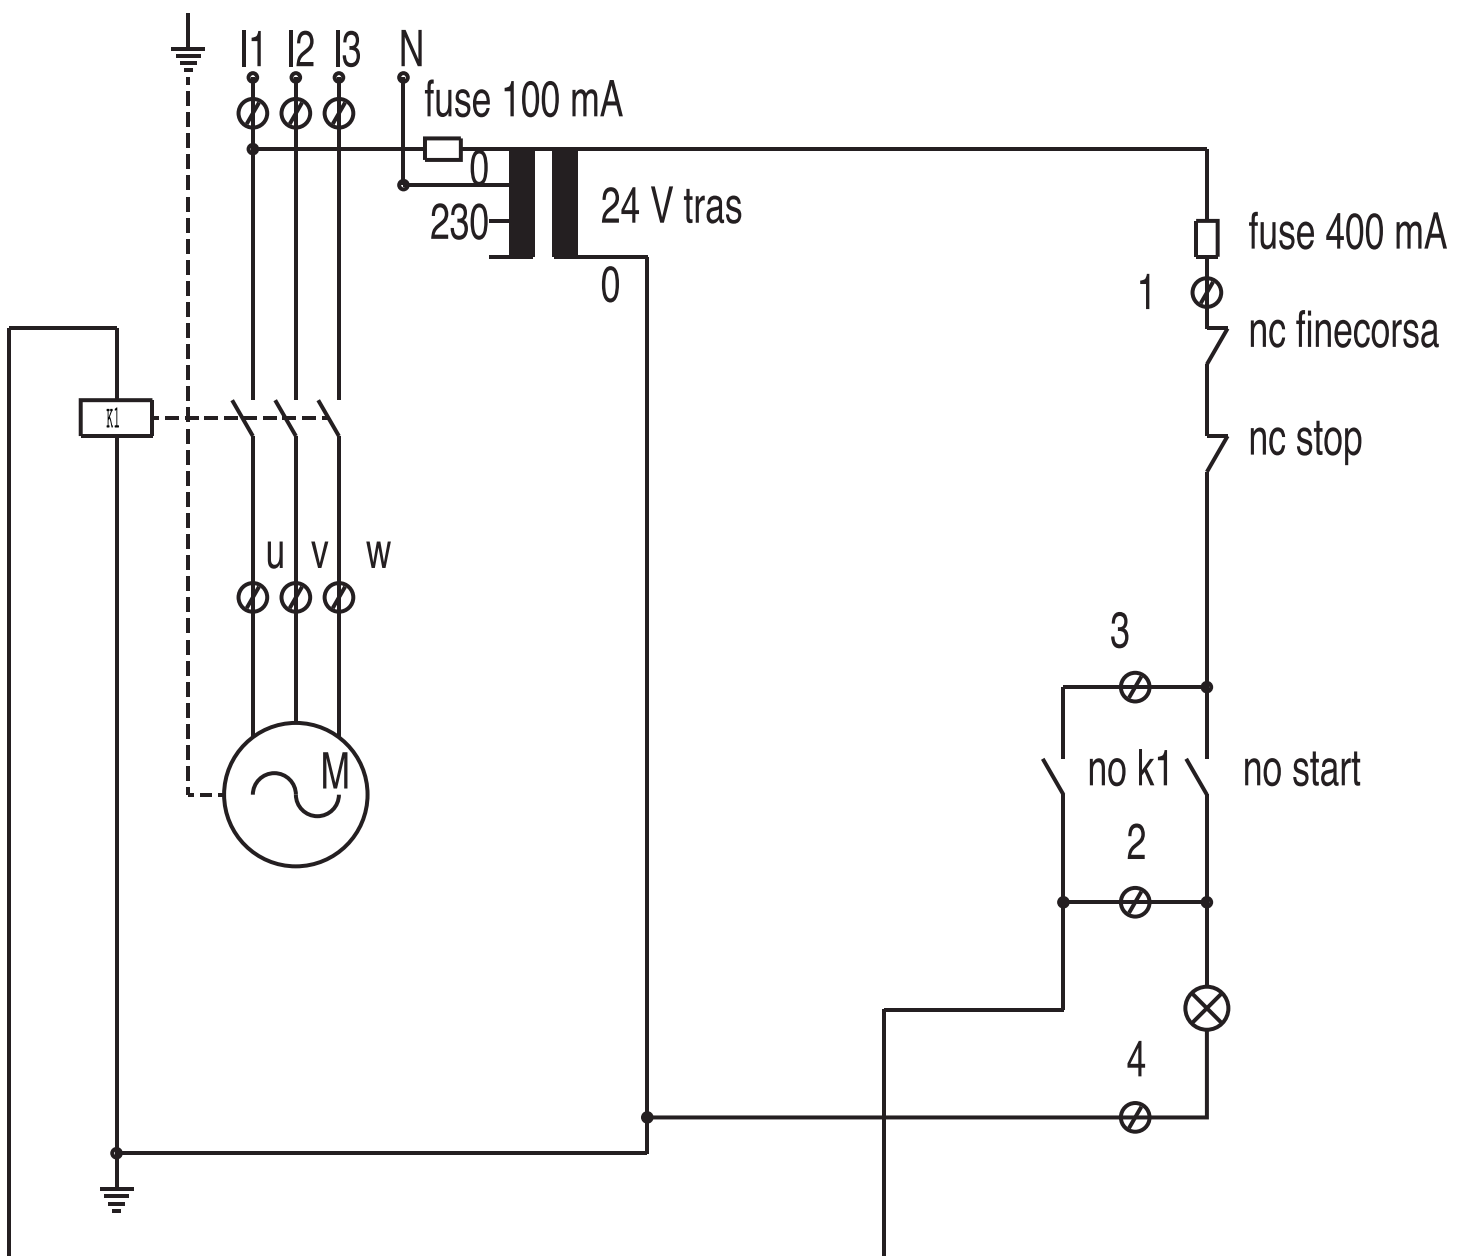 l1 l2 l3 N
fuse 100 mA
0
230
24 V tras
0
fuse 400 mA
1
nc finecorsa
K1
nc stop
u v w
3
M
no k1
no start
2
4